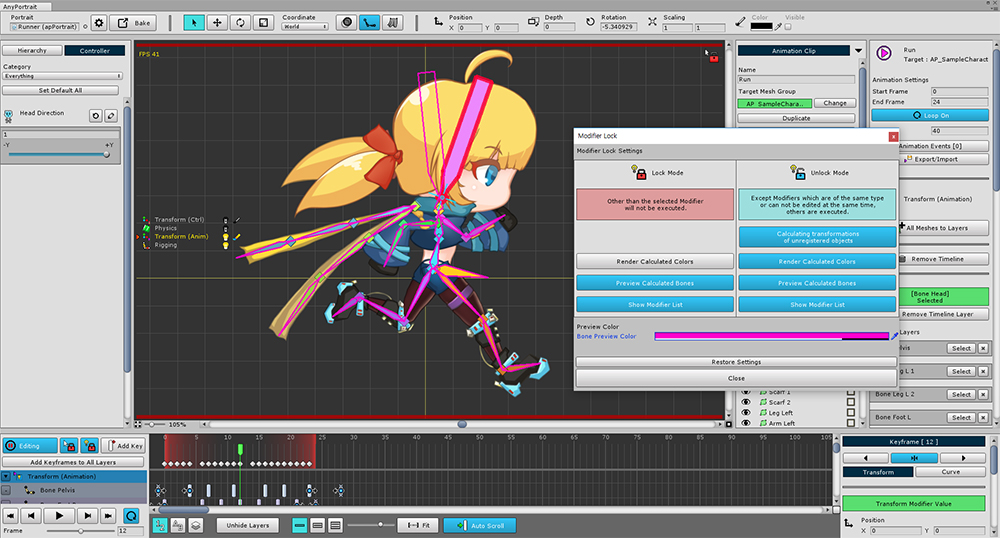 AnyPortrait
Portrait
Runner (apPortrait)
Bake
Coordinate
World
Position
X 0 Y 0
Depth
0
Rotation
-5.340929
Scaling
1 1
Color
Visible
Hierarchy
Controller
Category
Everything
Set Default All
Head Direction
1
-Y
+Y
FPS 41
Transform (Ctrl)
Physics
Transform (Anim)
Rigging
105%
Modifier Lock
Modifier Lock Settings
Lock Mode
Other than the selected Modifier
will not be executed.
Render Calculated Colors
Preview Calculated Bones
Show Modifier List
Unlock Mode
Except Modifiers which are of the same type
or can not be edited at the same time,
others are executed.
Calculating transformations
of unregistered objects
Render Calculated Colors
Preview Calculated Bones
Show Modifier List
Preview Color
Bone Preview Color
Restore Settings
Close
Animation Clip
Name
Run
Target Mesh Group
AP_SampleCharac..
Change
Duplicate
Scarf 1
Scarf 2
Leg Left
Arm Left
Run
Target : AP_SampleCharact
Animation Settings
Start Frame 0
End Frame 24
Loop On
40
Animation Events [0]
Export/Import
Transform (Animation)
All Meshes to Layers
Remove Timeline
[Bone Head]
Selected
Remove Timeline Layer
Layers
elvis Select
eg L 1 Select
Bone Leg L 2 Select
Bone Foot L Select
Editing
Add Key
Add Keyframes to All Layers
Transform (Animation)
Bone Pelvis
Frame
12
0 5 10 15 20 25 30 35 40 45 50 55 60 65 70 75 80 85 90 95 100 105
Unhide Layers
Fit
Auto Scroll
Keyframe [ 12 ]
Transform
Curve
Transform Modifier Value
Position
X 0 Y 0